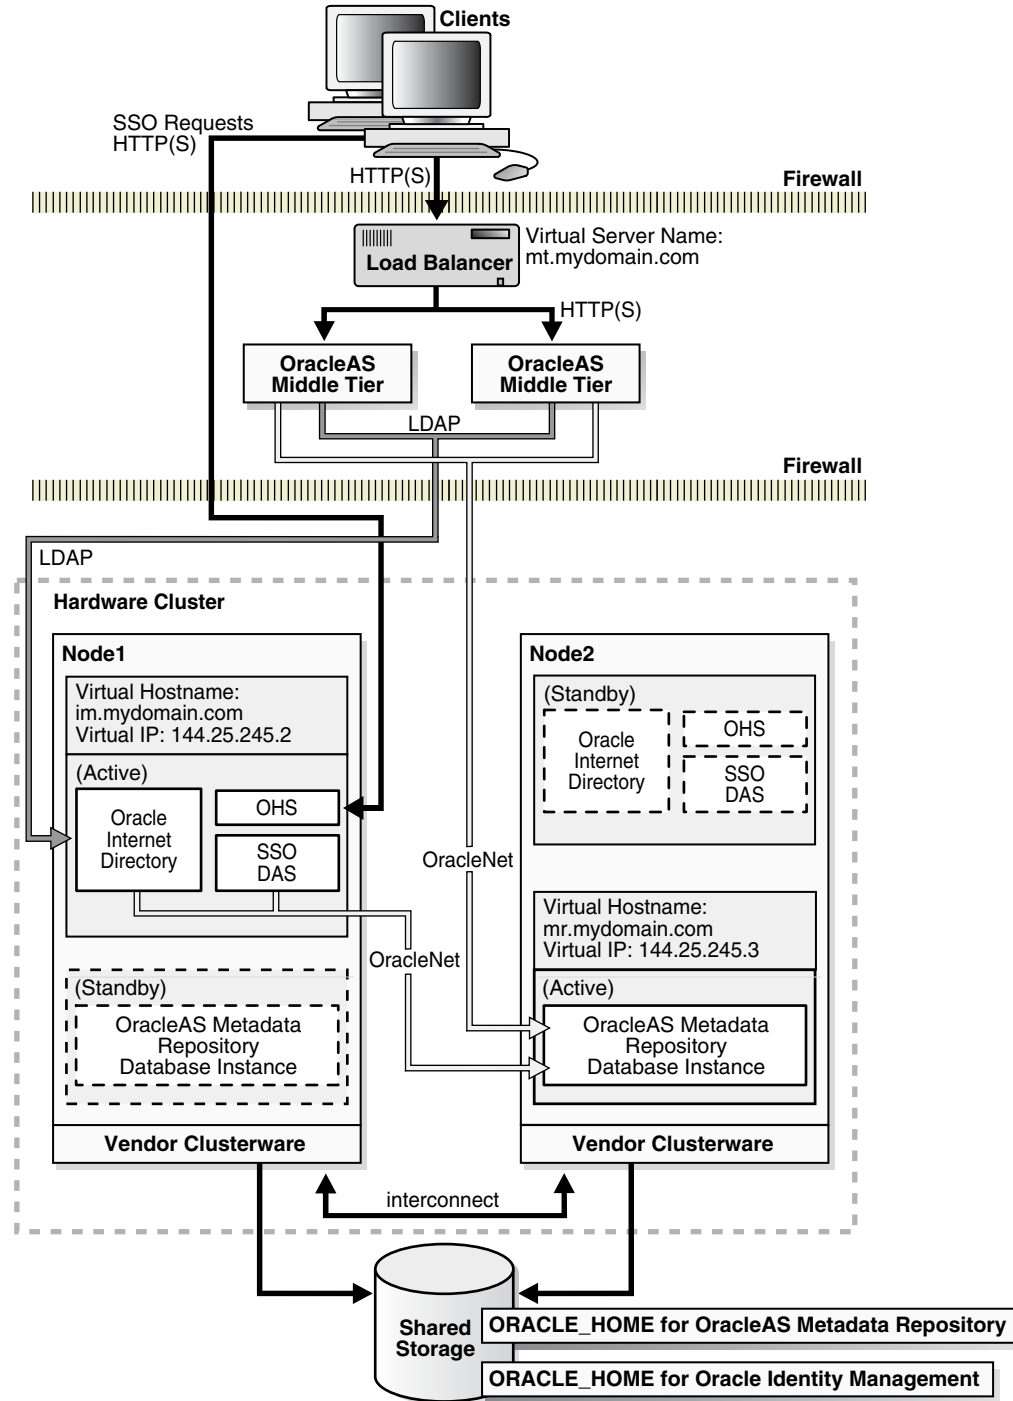 Clients
SSO Requests
HTTP(S)
HTTP(S)
Firewall
Virtual Server Name:
mt.mydomain.com
Load Balancer
HTTP(S)
OracleAS
Middle Tier
OracleAS
Middle Tier
LDAP
Firewall
LDAP
Hardware Cluster
Node1
Virtual Hostname:
im.mydomain.com
Virtual IP: 144.25.245.2
(Active)
Oracle
Internet
Directory
OHS
SSO
DAS
OracleNet
(Standby)
OracleAS Metadata
Repository
Database Instance
Vendor Clusterware
Node2
(Standby)
Oracle
Internet
Directory
OHS
SSO
DAS
OracleNet
Virtual Hostname:
mr.mydomain.com
Virtual IP: 144.25.245.3
(Active)
OracleAS Metadata
Repository
Database Instance
Vendor Clusterware
interconnect
Shared
Storage
ORACLE_HOME for OracleAS Metadata Repository
ORACLE_HOME for Oracle Identity Management